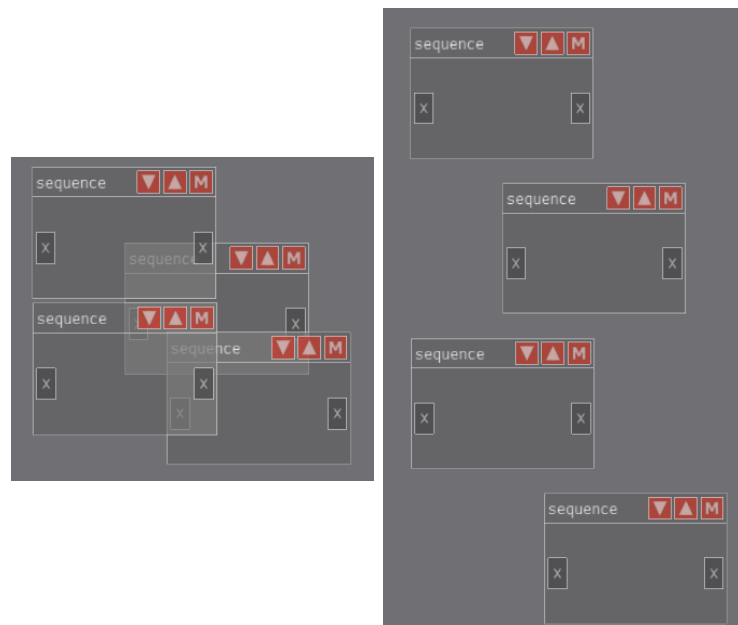 sequence ▼ ▲ M
X X
sequence ▼ ▲ M
X X
sequence ▼ ▲ M
X X
sequence ▼ ▲ M
X X
sequence ▼ ▲ M
X X
sequence ▼ ▲ M
X X
sequence ▼ ▲ M
X X
sequence ▼ ▲ M
X X